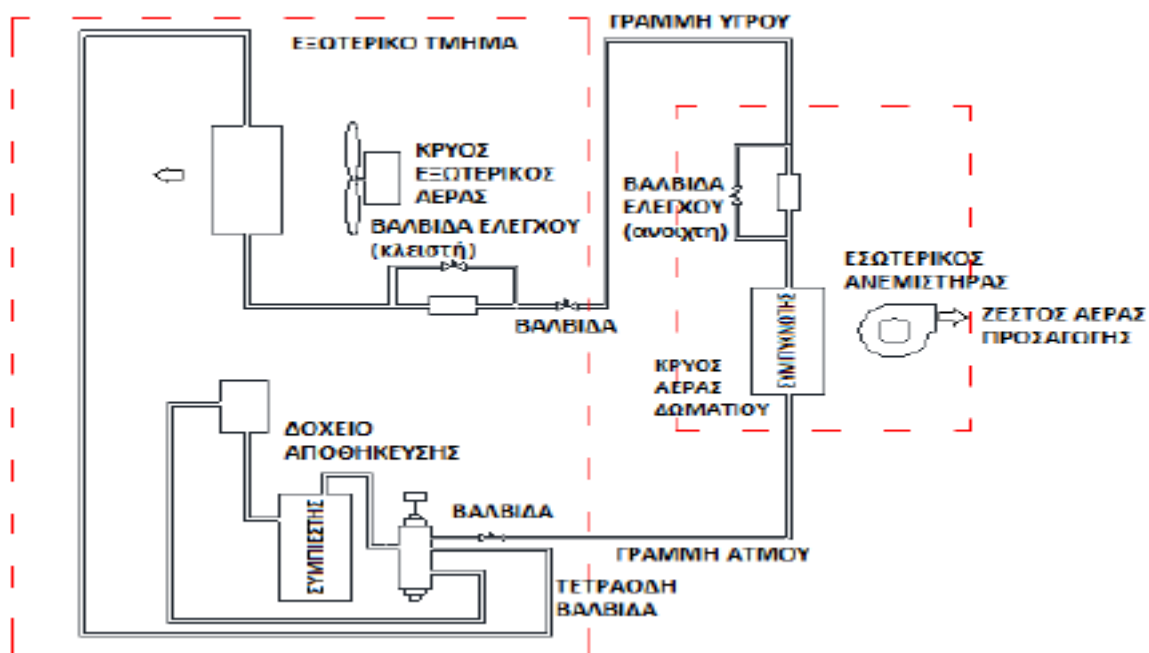 ΓΡΑΜΜΗ ΥΓΡΟΥ
ΕΞΩΤΕΡΙΚΟ ΤΜΗΜΑ
ΚΡΥΟΣ
ΕΞΩΤΕΡΙΚΟΣ
ΑΕΡΑΣ
ΒΑΛΒΙΔΑ ΕΛΕΓΧΟΥ
(κλειστή)
ΒΑΛΒΙΔΑ
ΒΑΛΒΙΔΑ
ΕΛΕΓΧΟΥ
(ανοιχτη)
ΕΣΩΤΕΡΙΚΟΣ
ΑΝΕΜΙΣΤΗΡΑΣ
ΖΕΣΤΟΣ ΑΕΡΑΣ
ΠΡΟΣΑΓΩΓΗΣ
ΣΥΜΠΥΚΝΩΤΗΣ
ΚΡΥΟΣ
ΑΕΡΑΣ
ΔΩΜΑΤΙΟΥ
ΔΟΧΕΙΟ
ΑΠΟΘΗΚΕΥΣΗΣ
ΣΥΜΠΙΕΣΤΗΣ
ΒΑΛΒΙΔΑ
ΓΡΑΜΜΗ ΑΤΜΟΥ
ΤΕΤΡΑΟΔΗ
ΒΑΛΒΙΔΑ